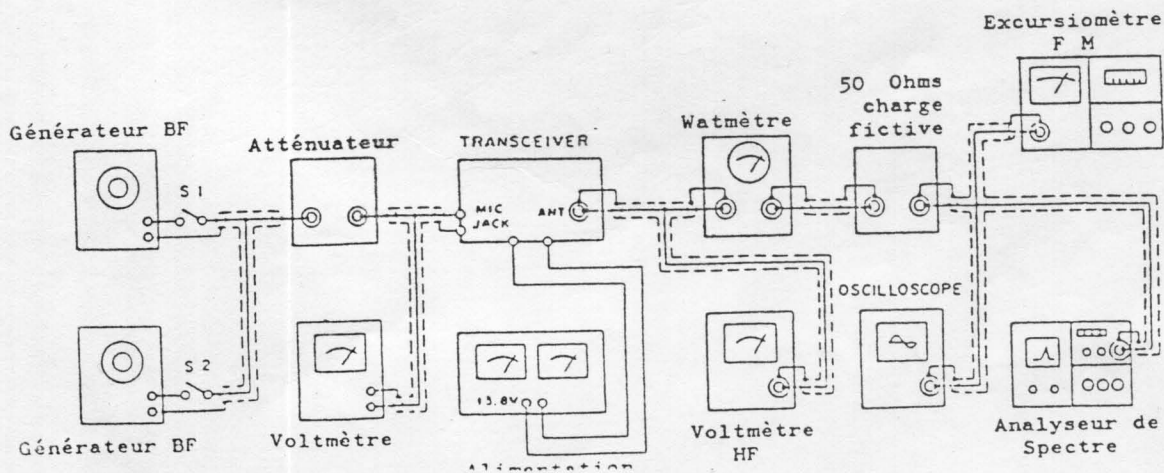 Excursiomètre
F M
50 Ohms
charge
fictive
Générateur BF
Atténuateur
TRANSCEIVER
Watmètre
S 1
MIC
JACK
ANT
OSCILLOSCOPE
S 2
13.8V
Générateur BF
Voltmètre
Alimentation
Voltmètre
HF
Analyseur de
Spectre